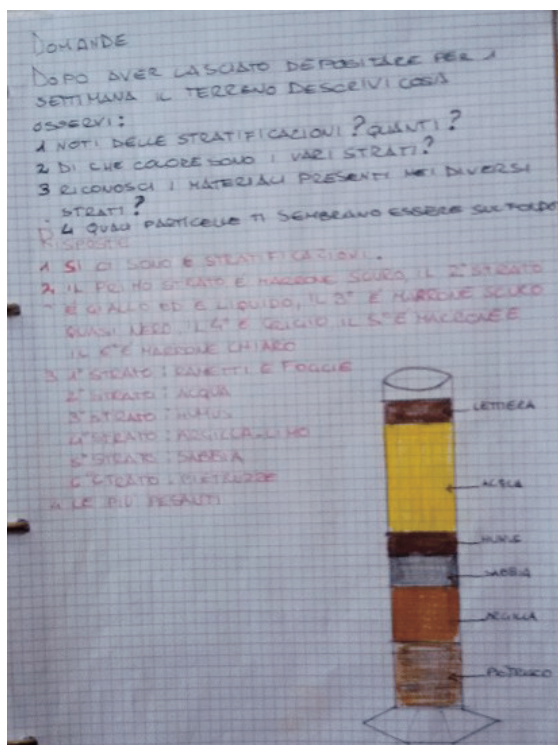 DOMANDE
DOPO AVER LASCIATO DEPOSITARE PER 1
SETTIMANA IL TERRENO DESCRIVI COSA
OSSERVI:
1 NOTI DELLE STRATIFICAZIONI? QUANTI?
2 DI CHE COLORE SONO I VARI STRATI?
3 RICONOSCI I MATERIALI PRESENTI NEI DIVERSI
STRATI?
4 QUALI PARTICELLE TI SEMBRANO ESSERE SUL FONDO
RISPOSTE
1 SI CI SONO 6 STRATIFICAZIONI.
2 IL PRIMO STRATO È MARRONE SCURO, IL 2° STRATO
È GIALLO ED È LIQUIDO, IL 3° È MARRONE SCURO
QUASI NERO IL 4° È GRIGIO IL 5° È MARRONE E
IL 6° È MARRONE CHIARO
3 1° STRATO: RAMETTI E FOGLIE
2° STRATO: ACQUA
3° STRATO: HUMUS
4° STRATO: ARGILLA-LIMO
5° STRATO: SABBIA
6° STRATO: PIETRUZZE
4 LE PIÙ PESANTI
LETTIERA
ACQUA
HUMUS
SABBIA
ARGILLA